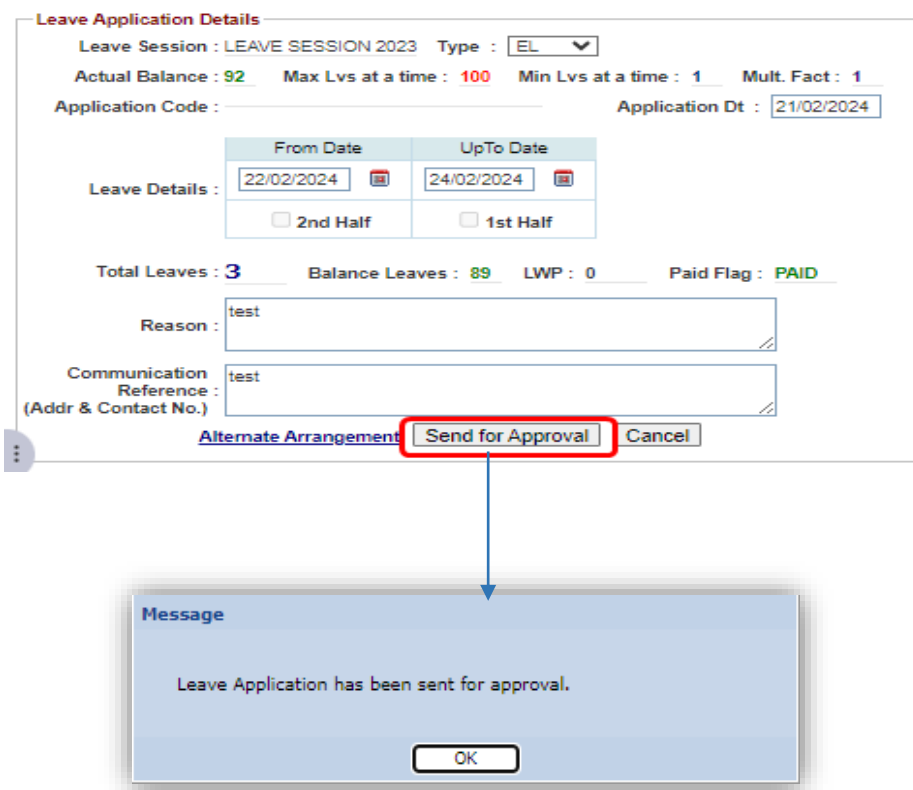 Leave Application Details
Leave Session : LEAVE SESSION 2023 Type : EL
Actual Balance : 92 Max Lvs at a time : 100 Min Lvs at a time : 1 Mult. Fact : 1
Application Code : Application Dt : 21/02/2024
From Date UpTo Date
Leave Details : 22/02/2024 24/02/2024
2nd Half 1st Half
Total Leaves : 3 Balance Leaves : 89 LWP : 0 Paid Flag : PAID
Reason : test
Communication
Reference : test
(Addr & Contact No.)
Alternate Arrangement Send for Approval Cancel
Message
Leave Application has been sent for approval.
OK